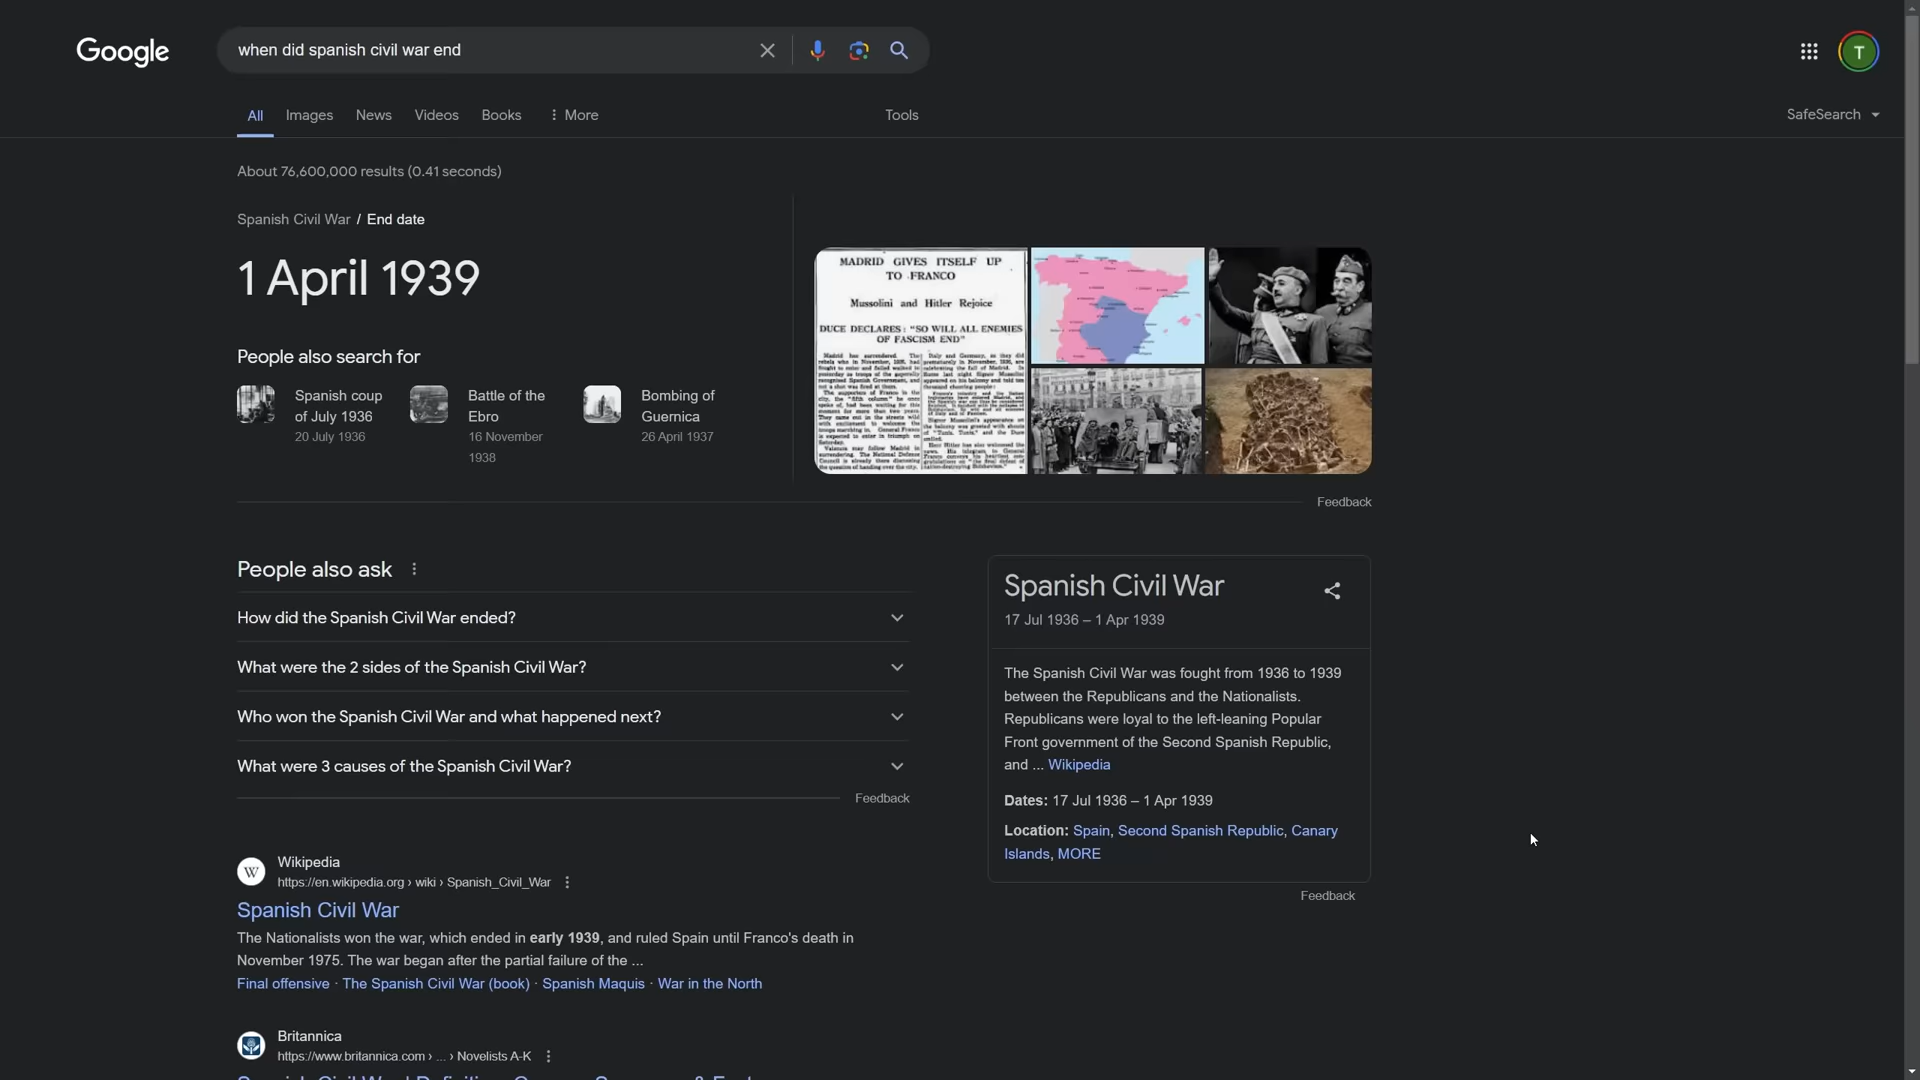 Google
when did spanish civil war end
T
All Images News Videos Books More Tools SafeSearch
About 76,600,000 results (0.41 seconds)
Spanish Civil War / End date
1 April 1939
People also search for
Spanish coup
of July 1936
20 July 1936
Battle of the
Ebro
16 November
1938
Bombing of
Guernica
26 April 1937
MADRID GIVES ITSELF UP
TO FRANCO
Mussolini and Hitler Rejoice
DUCE DECLARES: "SO WILL ALL ENEMIES
OF FASCISM END"
Feedback
People also ask
How did the Spanish Civil War ended?
What were the 2 sides of the Spanish Civil War?
Who won the Spanish Civil War and what happened next?
What were 3 causes of the Spanish Civil War?
Feedback
Spanish Civil War
17 Jul 1936 – 1 Apr 1939
The Spanish Civil War was fought from 1936 to 1939
between the Republicans and the Nationalists.
Republicans were loyal to the left-leaning Popular
Front government of the Second Spanish Republic,
and ... Wikipedia
Dates: 17 Jul 1936 – 1 Apr 1939
Location: Spain, Second Spanish Republic, Canary
Islands, MORE
Feedback
W
Wikipedia
https://en.wikipedia.org › wiki › Spanish_Civil_War
Spanish Civil War
The Nationalists won the war, which ended in early 1939, and ruled Spain until Franco's death in
November 1975. The war began after the partial failure of the ...
Final offensive · The Spanish Civil War (book) · Spanish Maquis · War in the North
Britannica
https://www.britannica.com › ... › Novelists A-K